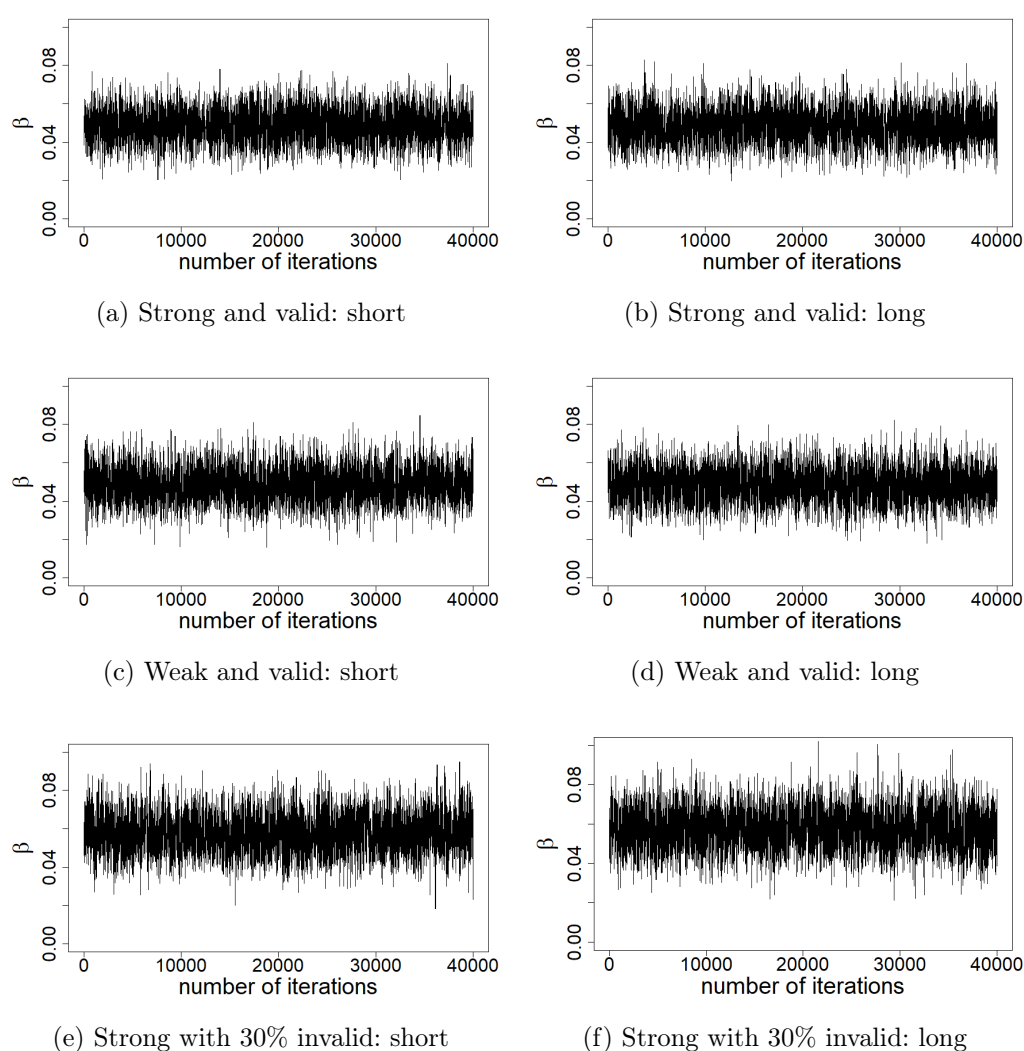 0.08
0.04
0.00
β
0 10000 20000 30000 40000
number of iterations
(a) Strong and valid: short
0.08
0.04
0.00
β
0 10000 20000 30000 40000
number of iterations
(b) Strong and valid: long
0.08
0.04
0.00
β
0 10000 20000 30000 40000
number of iterations
(c) Weak and valid: short
0.08
0.04
0.00
β
0 10000 20000 30000 40000
number of iterations
(d) Weak and valid: long
0.08
0.04
0.00
β
0 10000 20000 30000 40000
number of iterations
(e) Strong with 30% invalid: short
0.08
0.04
0.00
β
0 10000 20000 30000 40000
number of iterations
(f) Strong with 30% invalid: long